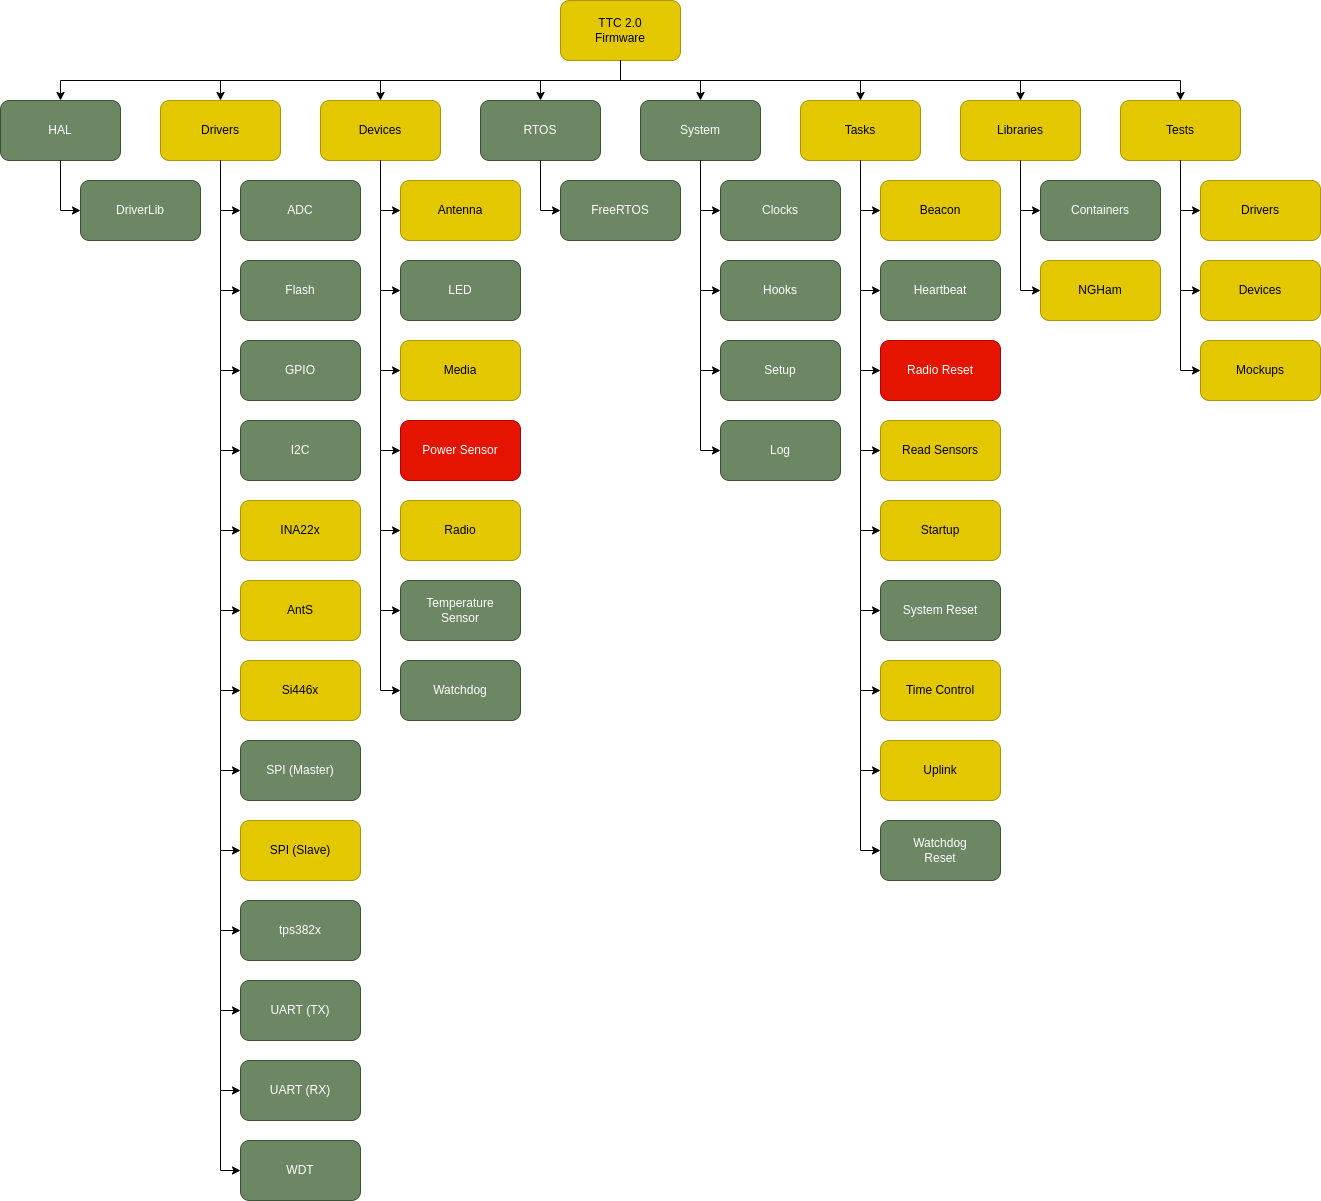 TTC 2.0
Firmware
HAL
Drivers
Devices
RTOS
System
Tasks
Libraries
Tests
DriverLib
ADC
Flash
GPIO
I2C
INA22x
AntS
Si446x
SPI (Master)
SPI (Slave)
tps382x
UART (TX)
UART (RX)
WDT
Antenna
LED
Media
Power Sensor
Radio
Temperature
Sensor
Watchdog
FreeRTOS
Clocks
Hooks
Setup
Log
Beacon
Heartbeat
Radio Reset
Read Sensors
Startup
System Reset
Time Control
Uplink
Watchdog
Reset
Containers
NGHam
Drivers
Devices
Mockups